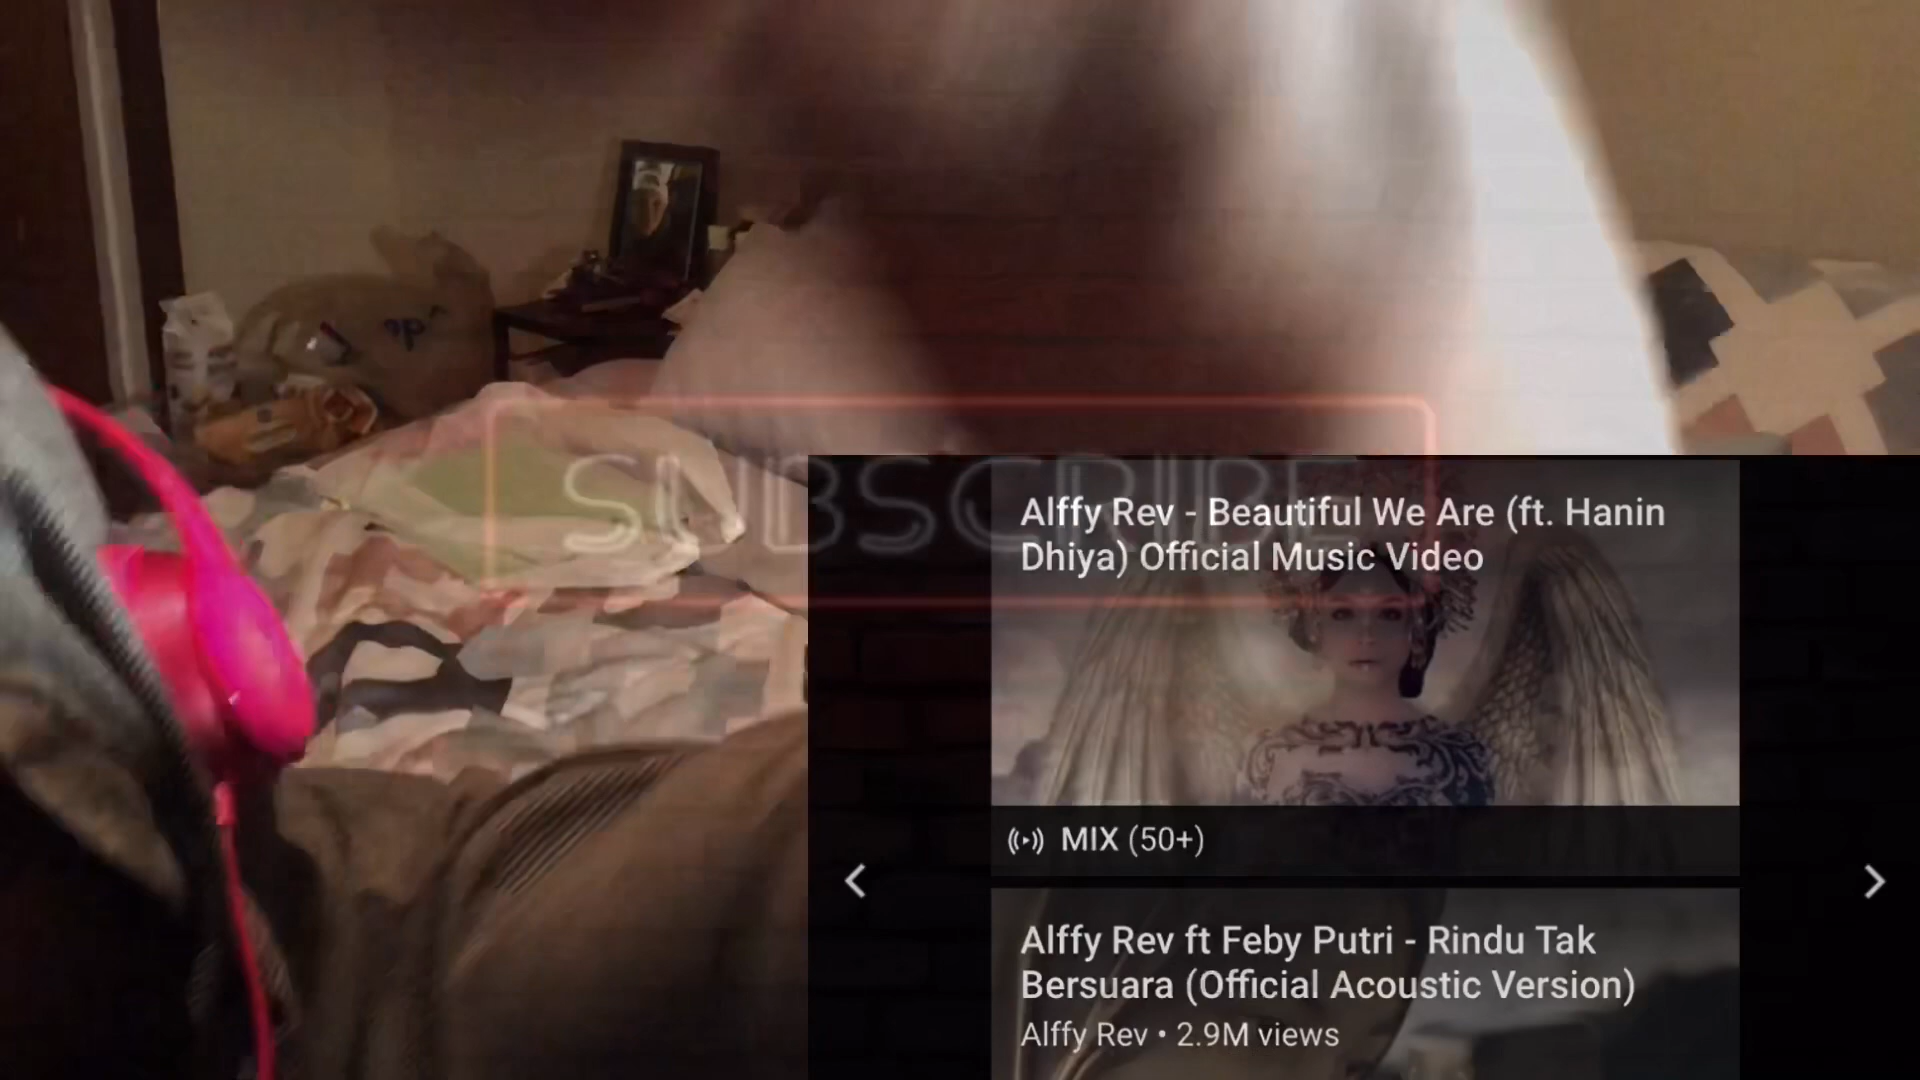 SUBSCRIBE
Alffy Rev - Beautiful We Are (ft. Hanin
Dhiya) Official Music Video
MIX (50+)
Alffy Rev ft Feby Putri - Rindu Tak
Bersuara (Official Acoustic Version)
Alffy Rev • 2.9M views